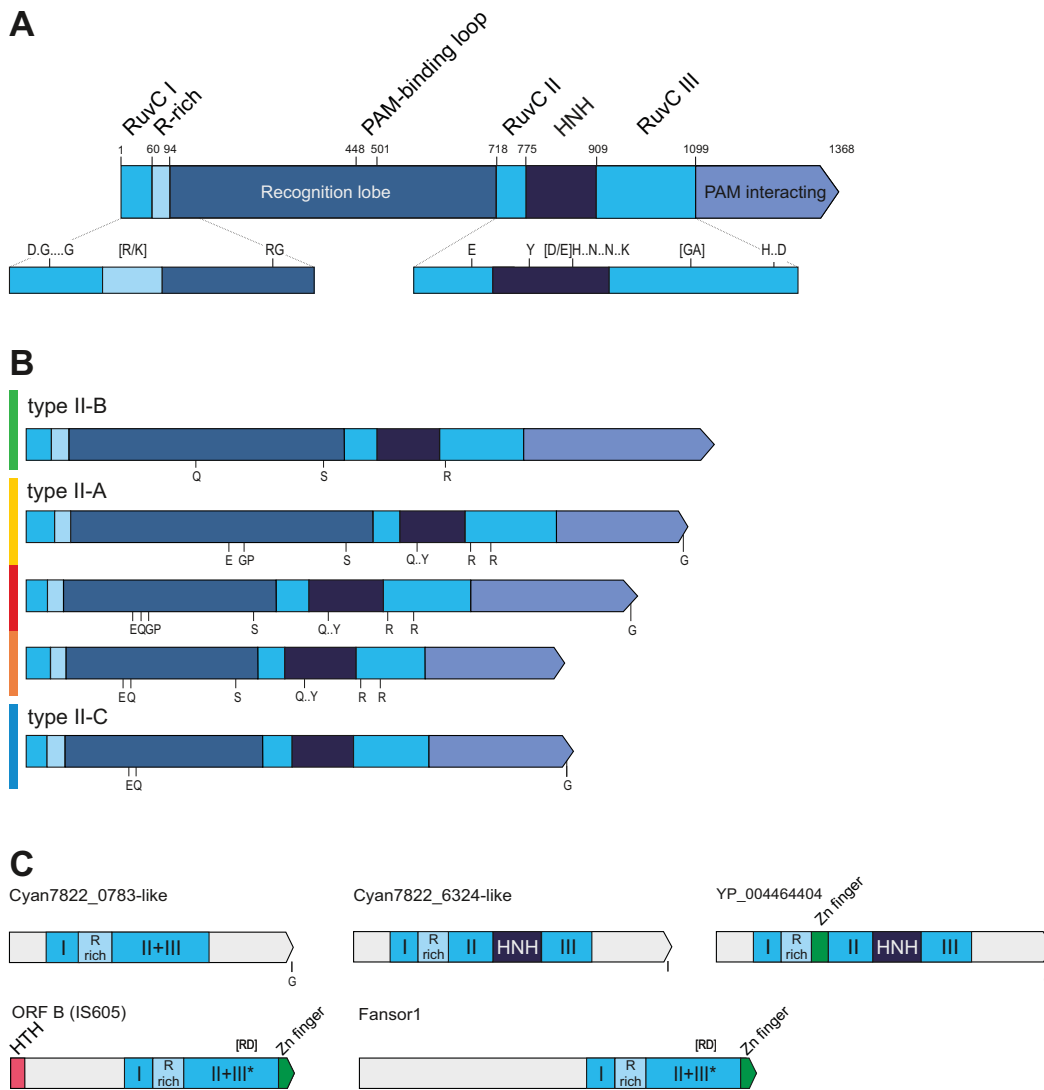 A
RuvC I
R-rich
PAM-binding loop
RuvC II
HNH
RuvC III
1 60 94 448 501 718 775 909 1099 1368
Recognition lobe
PAM interacting
D.G....G [R/K] RG E Y [D/E]H..N..N..K [GA] H..D
B
type II-B
Q S R
type II-A
E GP S Q..Y R R G
EQGP S Q..Y R R G
EQ S Q..Y R R
type II-C
EQ G
C
Cyan7822_0783-like
I R rich II+III
G
Cyan7822_6324-like
I R rich II HNH III
I
YP_004464404
Zn finger
I R rich II HNH III
ORF B (IS605)
HTH
[RD]
Zn finger
I R rich II+III*
Fansor1
[RD]
Zn finger
I R rich II+III*